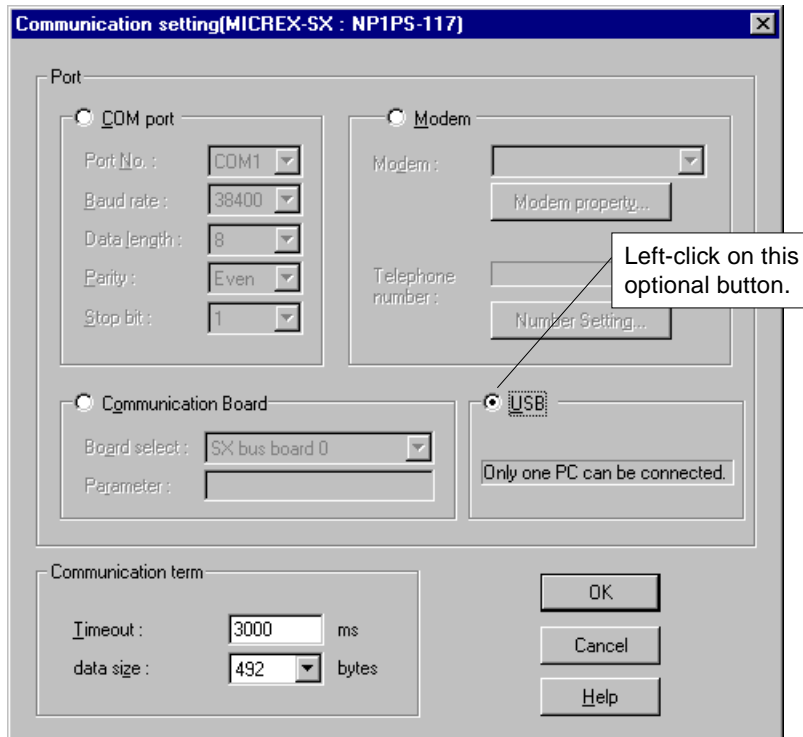 Communication setting(MICREX-SX : NP1PS-117)
Port
COM port
Port No. : COM1
Baud rate : 38400
Data length : 8
Parity : Even
Stop bit : 1
Modem
Modem :
Modem property...
Telephone
number :
Number Setting...
Left-click on this
optional button.
Communication Board
Board select : SX bus board 0
Parameter :
USB
Only one PC can be connected.
Communication term
Timeout : 3000 ms
data size : 492 bytes
OK
Cancel
Help